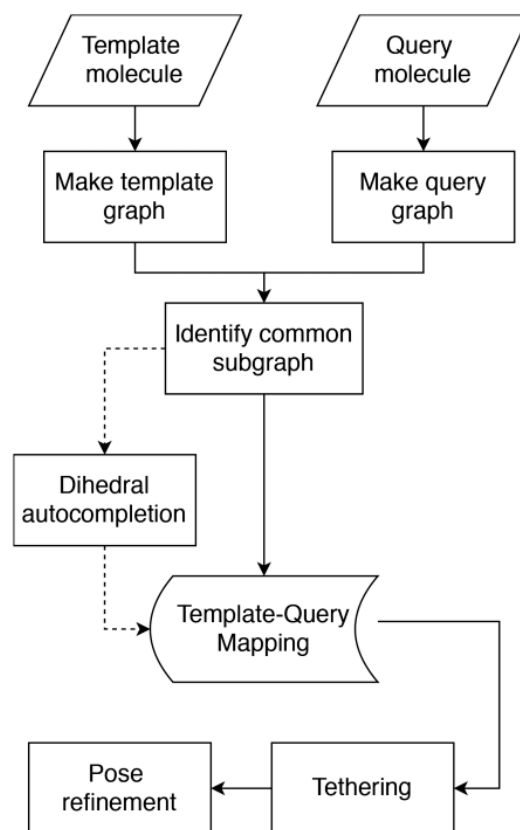 Template
molecule
Query
molecule
Make template
graph
Make query
graph
Identify common
subgraph
Dihedral
autocompletion
Template-Query
Mapping
Pose
refinement
Tethering